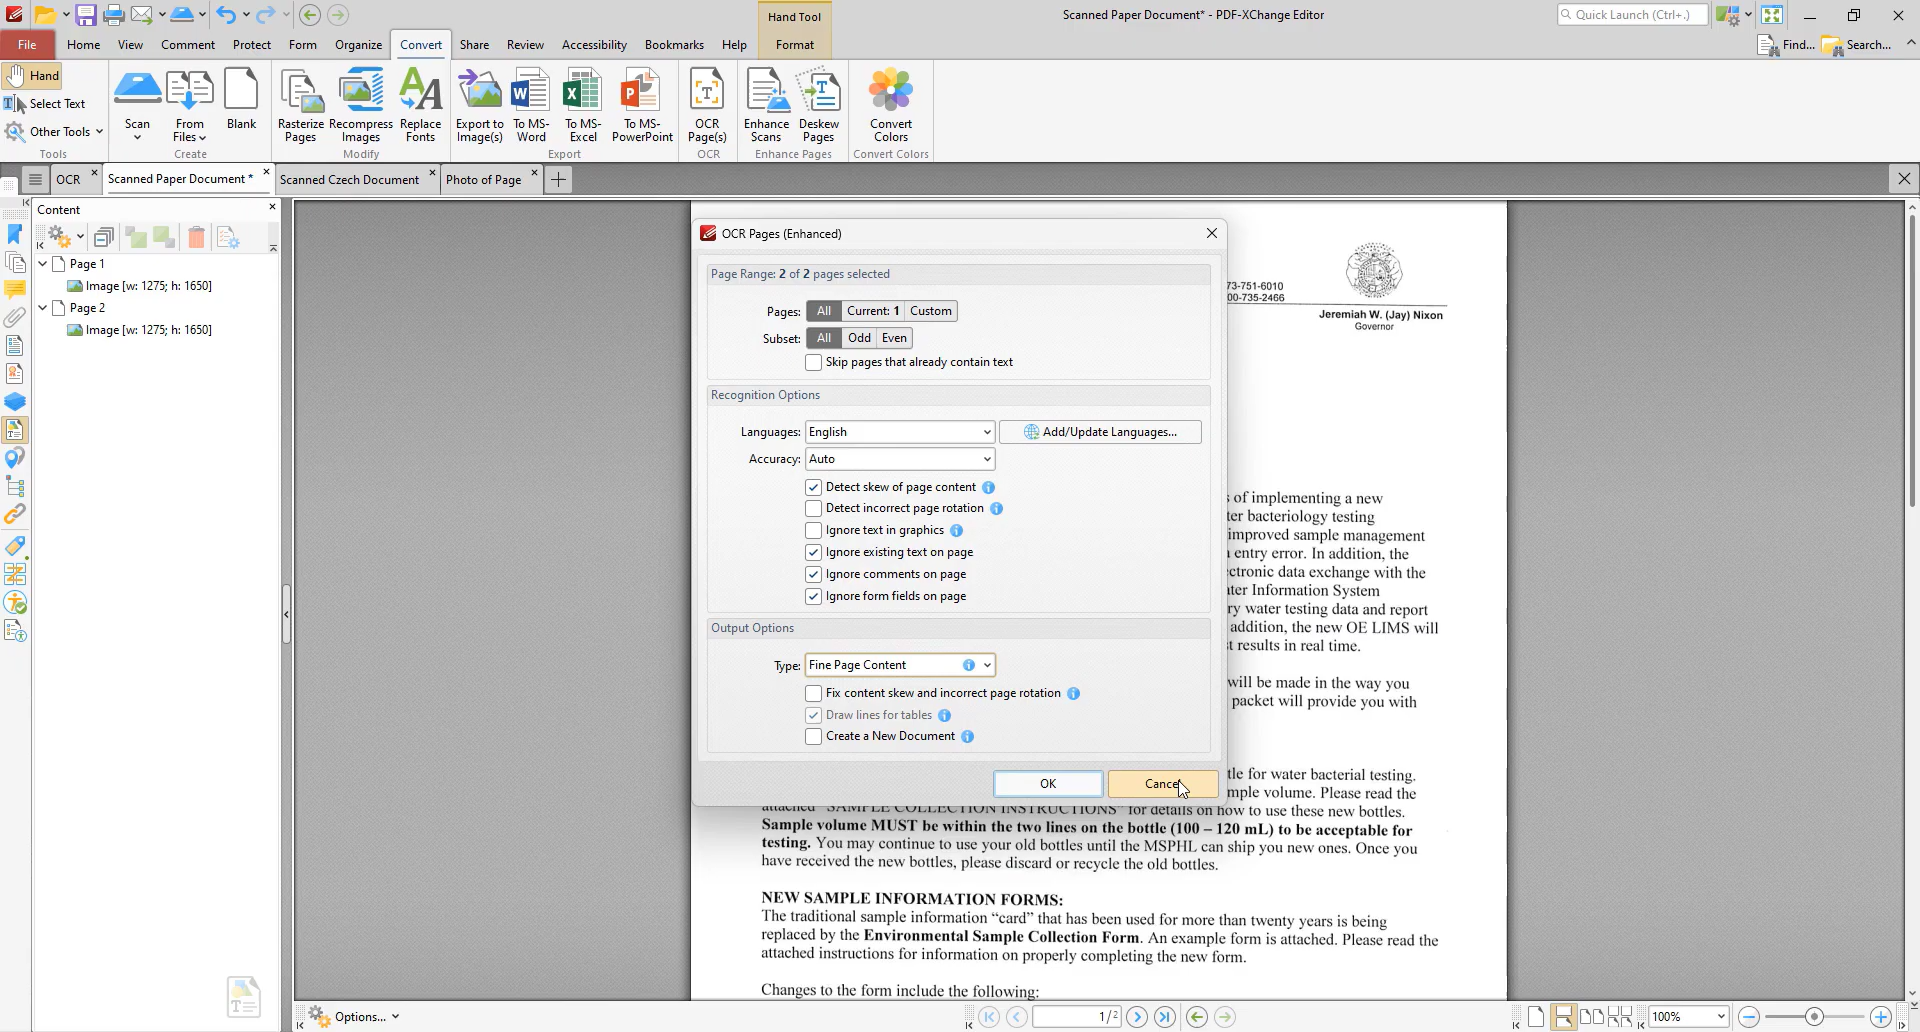 Scanned Paper Document* - PDF-XChange Editor
Quick Launch (Ctrl+.)
Hand Tool
File Home View Comment Protect Form Organize Convert Share Review Accessibility Bookmarks Help Format
Find... Search...
Hand
Select Text
Other Tools
Tools
Scan
From Files
Blank
Create
Rasterize Pages
Recompress Images
Replace Fonts
Modify
Export to Image(s)
To MS-Word
To MS-Excel
To MS-PowerPoint
Export
OCR Page(s)
OCR
Enhance Scans
Deskew Pages
Enhance Pages
Convert Colors
Convert Colors
OCR
Scanned Paper Document *
Scanned Czech Document
Photo of Page
Content
Page 1
Image [w: 1275; h: 1650]
Page 2
Image [w: 1275; h: 1650]
OCR Pages (Enhanced)
Page Range: 2 of 2 pages selected
Pages: All Current: 1 Custom
Subset: All Odd Even
Skip pages that already contain text
Recognition Options
Languages: English Add/Update Languages...
Accuracy: Auto
Detect skew of page content
Detect incorrect page rotation
Ignore text in graphics
Ignore existing text on page
Ignore comments on page
Ignore form fields on page
Output Options
Type: Fine Page Content
Fix content skew and incorrect page rotation
Draw lines for tables
Create a New Document
OK Cancel
73-751-6010
00-735-2466
Jeremiah W. (Jay) Nixon
Governor
s of implementing a new
ter bacteriology testing
improved sample management
entry error. In addition, the
ctronic data exchange with the
ter Information System
ry water testing data and report
addition, the new OE LIMS will
t results in real time.
will be made in the way you
packet will provide you with
tle for water bacterial testing.
mple volume. Please read the
attached "SAMPLE COLLECTION INSTRUCTIONS" for details on how to use these new bottles.
Sample volume MUST be within the two lines on the bottle (100 – 120 mL) to be acceptable for
testing. You may continue to use your old bottles until the MSPHL can ship you new ones. Once you
have received the new bottles, please discard or recycle the old bottles.
NEW SAMPLE INFORMATION FORMS:
The traditional sample information "card" that has been used for more than twenty years is being
replaced by the Environmental Sample Collection Form. An example form is attached. Please read the
attached instructions for information on properly completing the new form.
Changes to the form include the following:
Options...
1/2
100%